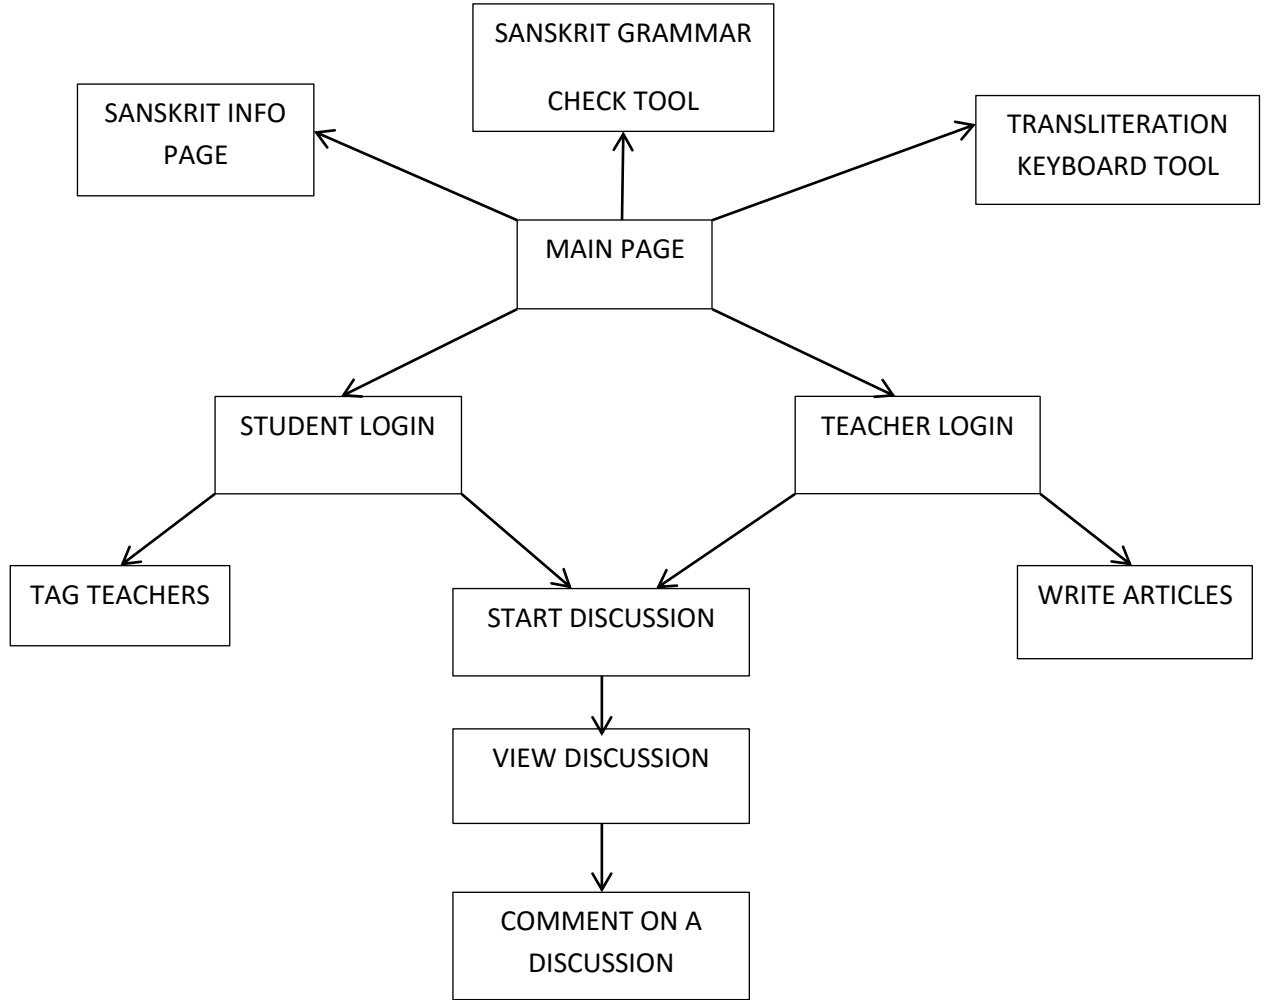 SANSKRIT GRAMMAR
CHECK TOOL
SANSKRIT INFO
PAGE
TRANSLITERATION
KEYBOARD TOOL
MAIN PAGE
STUDENT LOGIN
TEACHER LOGIN
TAG TEACHERS
START DISCUSSION
WRITE ARTICLES
VIEW DISCUSSION
COMMENT ON A
DISCUSSION